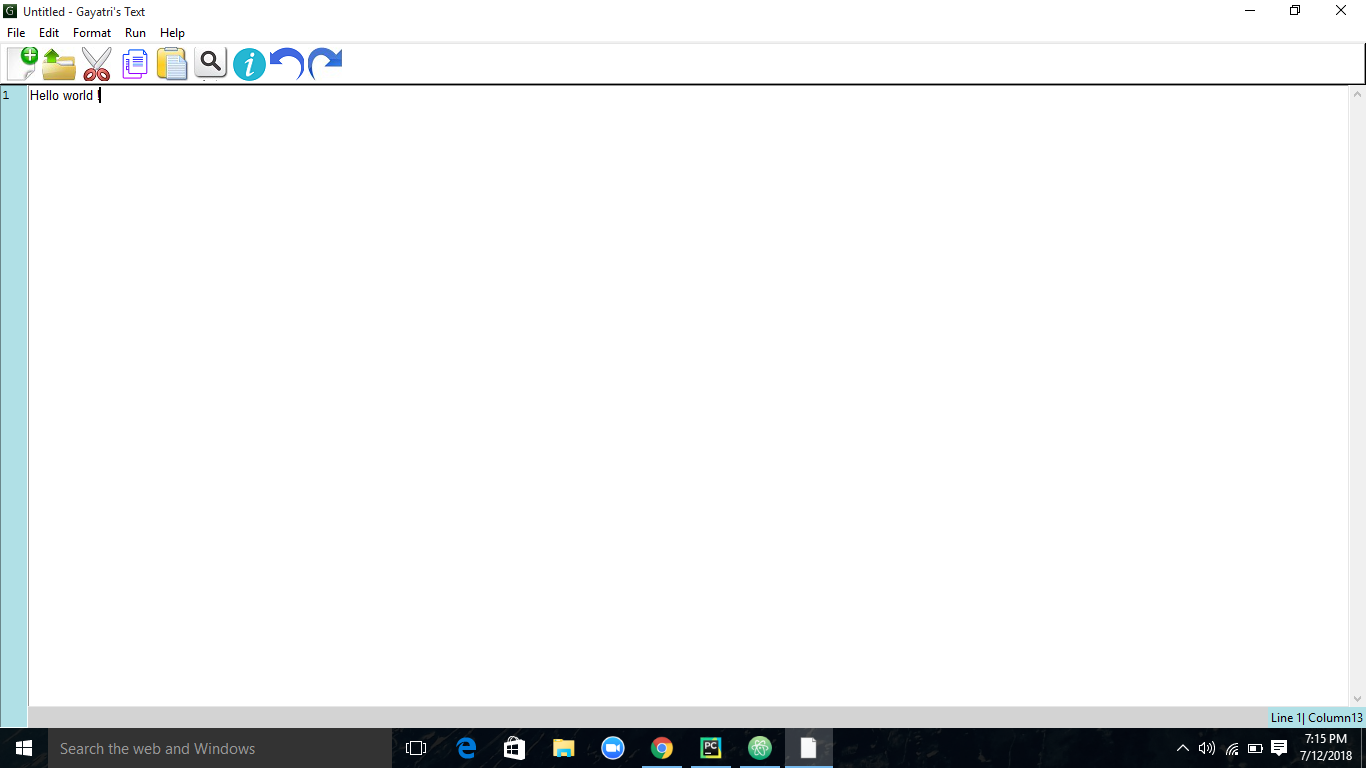 G Untitled - Gayatri's Text
File Edit Format Run Help
i
1 Hello world !
Line 1| Column13
Search the web and Windows
PC
7:15 PM
7/12/2018